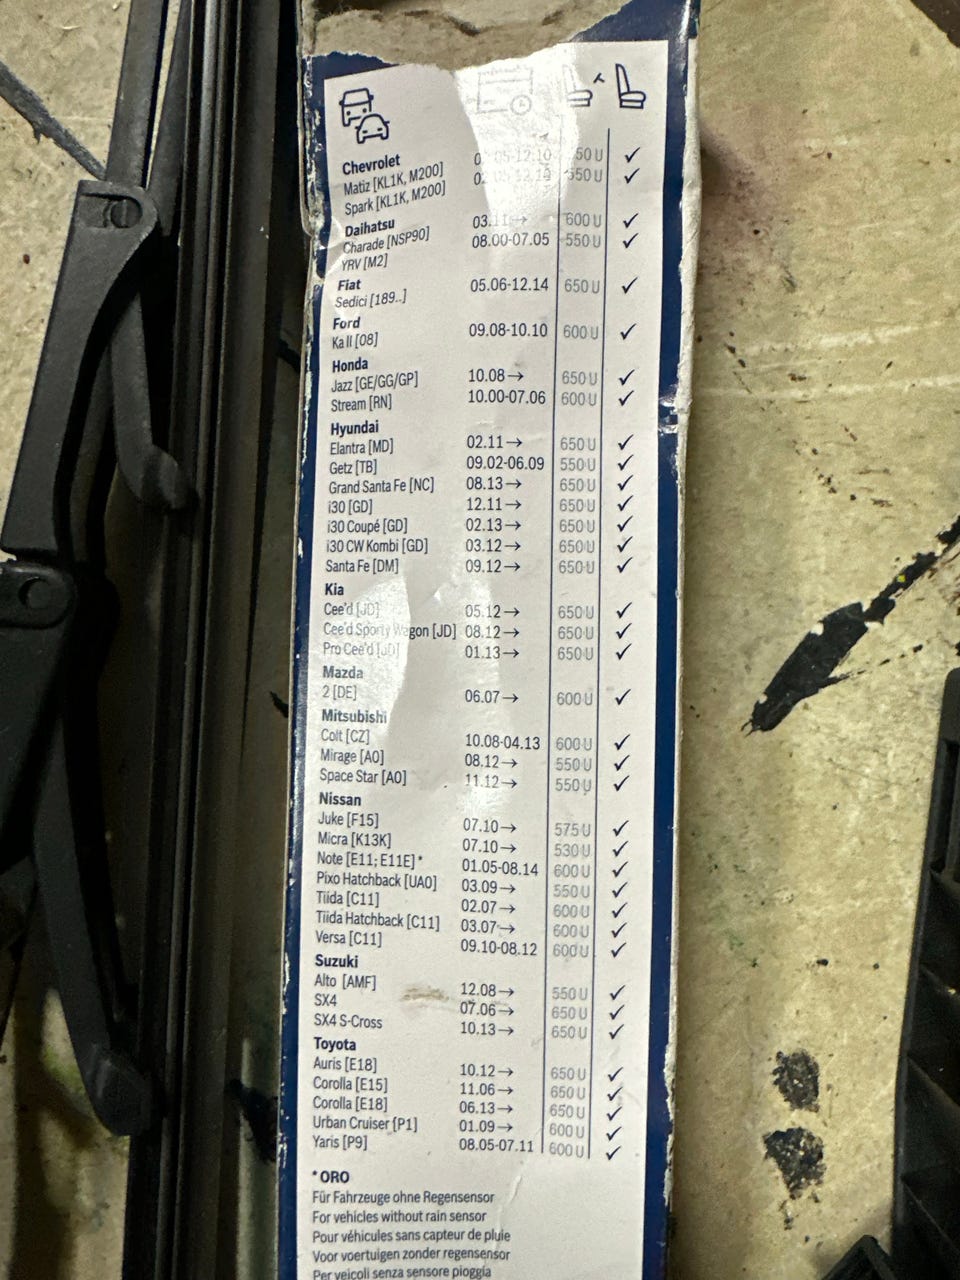 Chevrolet
Matiz [KL1K, M200] 05-12.10 50 U ✓
Spark [KL1K, M200] 550 U ✓
Daihatsu
Charade [NSP90] 03.11→ 600 U ✓
YRV [M2] 08.00-07.05 550 U ✓
Fiat
Sedici [189..] 05.06-12.14 650 U ✓
Ford
Ka II [08] 09.08-10.10 600 U ✓
Honda
Jazz [GE/GG/GP] 10.08→ 650 U ✓
Stream [RN] 10.00-07.06 600 U ✓
Hyundai
Elantra [MD] 02.11→ 650 U ✓
Getz [TB] 09.02-06.09 550 U ✓
Grand Santa Fe [NC] 08.13→ 650 U ✓
i30 [GD] 12.11→ 650 U ✓
i30 Coupé [GD] 02.13→ 650 U ✓
i30 CW Kombi [GD] 03.12→ 650 U ✓
Santa Fe [DM] 09.12→ 650 U ✓
Kia
Cee'd [JD] 05.12→ 650 U ✓
Cee'd Sporty Wagon [JD] 08.12→ 650 U ✓
Pro Cee'd [JD] 01.13→ 650 U ✓
Mazda
2 [DE] 06.07→ 600 U ✓
Mitsubishi
Colt [CZ] 10.08-04.13 600 U ✓
Mirage [A0] 08.12→ 550 U ✓
Space Star [A0] 11.12→ 550 U ✓
Nissan
Juke [F15] 07.10→ 575 U ✓
Micra [K13K] 07.10→ 530 U ✓
Note [E11; E11E] * 01.05-08.14 600 U ✓
Pixo Hatchback [UA0] 03.09→ 550 U ✓
Tiida [C11] 02.07→ 600 U ✓
Tiida Hatchback [C11] 03.07→ 600 U ✓
Versa [C11] 09.10-08.12 600 U ✓
Suzuki
Alto [AMF] 12.08→ 550 U ✓
SX4 07.06→ 650 U ✓
SX4 S-Cross 10.13→ 650 U ✓
Toyota
Auris [E18] 10.12→ 650 U ✓
Corolla [E15] 11.06→ 650 U ✓
Corolla [E18] 06.13→ 650 U ✓
Urban Cruiser [P1] 01.09→ 600 U ✓
Yaris [P9] 08.05-07.11 600 U ✓
* ORO
Für Fahrzeuge ohne Regensensor
For vehicles without rain sensor
Pour véhicules sans capteur de pluie
Voor voertuigen zonder regensensor
Per veicoli senza sensore pioggia